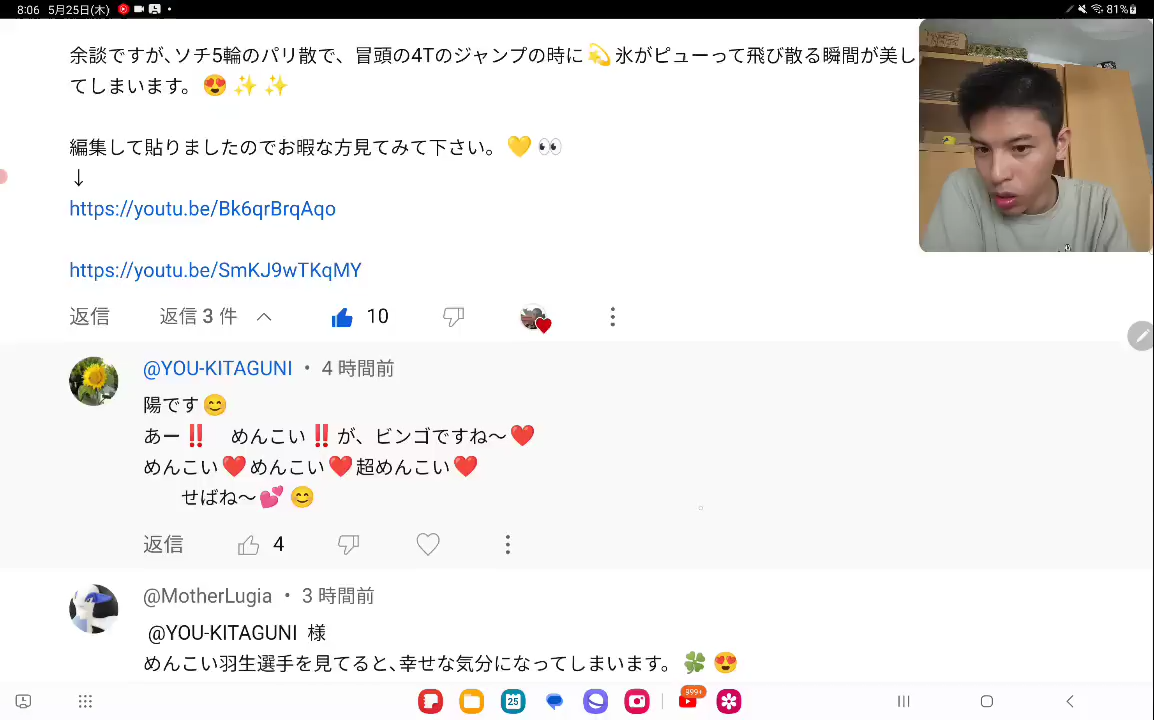 8:06 5月25日(木) 81%
余談ですが、ソチ5輪のパリ散で、冒頭の4Tのジャンプの時に💫氷がピューって飛び散る瞬間が美し
てしまいます。😍✨✨
編集して貼りましたのでお暇な方見てみて下さい。💛👀
↓
https://youtu.be/Bk6qrBrqAqo
https://youtu.be/SmKJ9wTKqMY
返信 返信 3 件 10
@YOU-KITAGUNI ・ 4 時間前
陽です😊
あー‼️ めんこい‼️が、ビンゴですね〜❤️
めんこい❤️めんこい❤️超めんこい❤️
せばね〜💕😊
返信 4
@MotherLugia ・ 3 時間前
@YOU-KITAGUNI 様
めんこい羽生選手を見てると、幸せな気分になってしまいます。🍀😍
25 999+